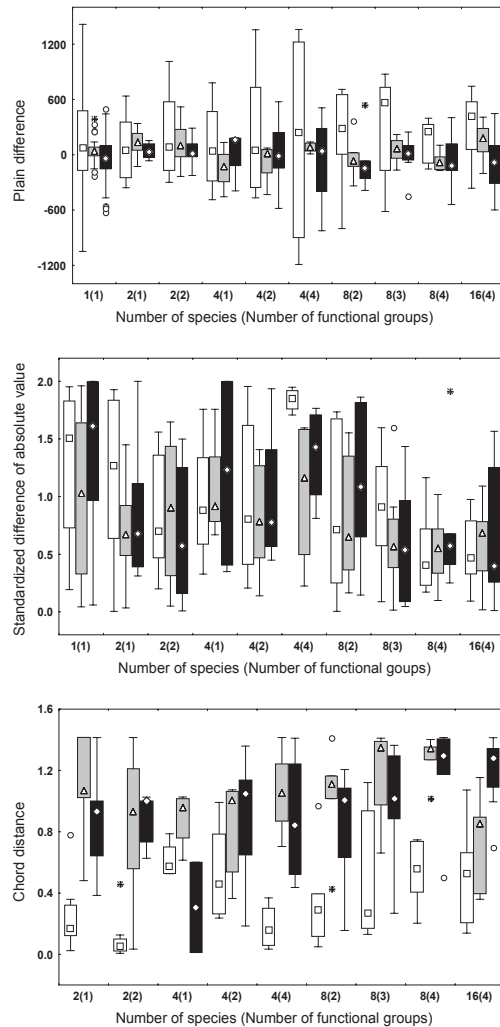 Plain difference
1200
600
0
-600
-1200
1(1) 2(1) 2(2) 4(1) 4(2) 4(4) 8(2) 8(3) 8(4) 16(4)
Number of species (Number of functional groups)
Standardized difference of absolute value
2.0
1.5
1.0
0.5
0.0
1(1) 2(1) 2(2) 4(1) 4(2) 4(4) 8(2) 8(3) 8(4) 16(4)
Number of species (Number of functional goups)
Chord distance
1.6
1.2
0.8
0.4
0.0
2(1) 2(2) 4(1) 4(2) 4(4) 8(2) 8(3) 8(4) 16(4)
Number of species (Number of functional groups)